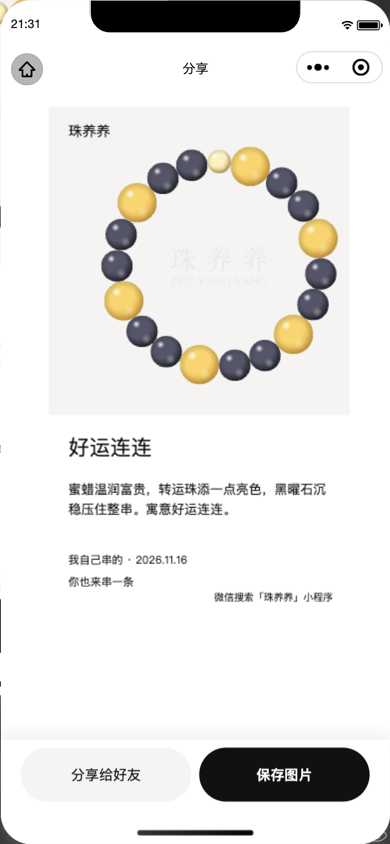 21:31
分享
珠养养
珠养养
ZHU YANG YANG
好运连连
蜜蜡温润富贵，转运珠添一点亮色，黑曜石沉
稳压住整串。寓意好运连连。
我自己串的 · 2026.11.16
你也来串一条
微信搜索「珠养养」小程序
分享给好友
保存图片